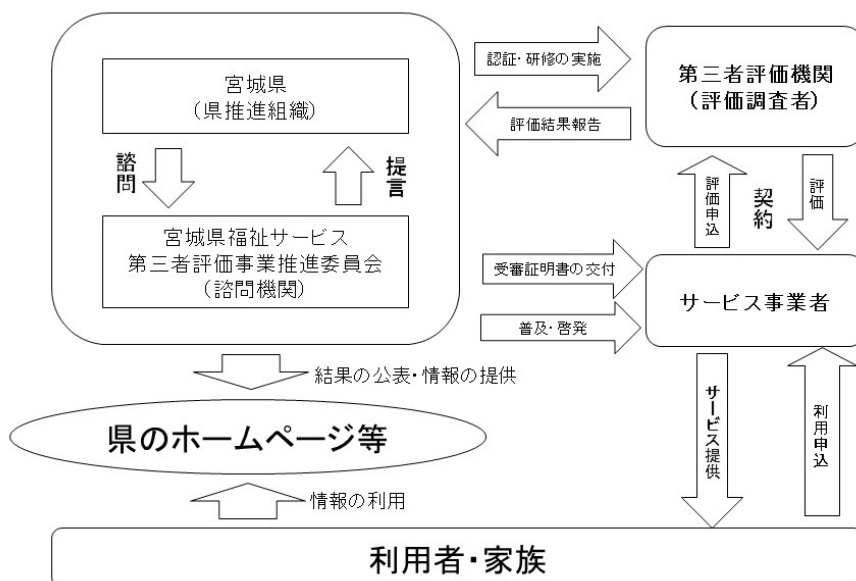 宮城県
(県推進組織)
諮問
提言
宮城県福祉サービス
第三者評価事業推進委員会
(諮問機関)
認証・研修の実施
評価結果報告
第三者評価機関
(評価調査者)
評価申込
契約
評価
受審証明書の交付
普及・啓発
サービス事業者
結果の公表・情報の提供
県のホームページ等
情報の利用
サービス提供
利用申込
利用者・家族